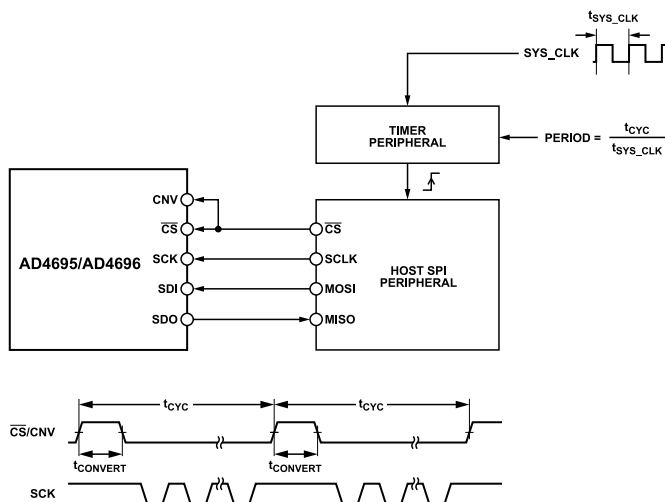 tSYS_CLK
SYS_CLK
TIMER
PERIPHERAL
PERIOD = tCYC / tSYS_CLK
CNV
CS
SCK
SDI
SDO
AD4695/AD4696
CS
SCLK
MOSI
MISO
HOST SPI
PERIPHERAL
tCYC
tCYC
CS/CNV
tCONVERT
tCONVERT
SCK